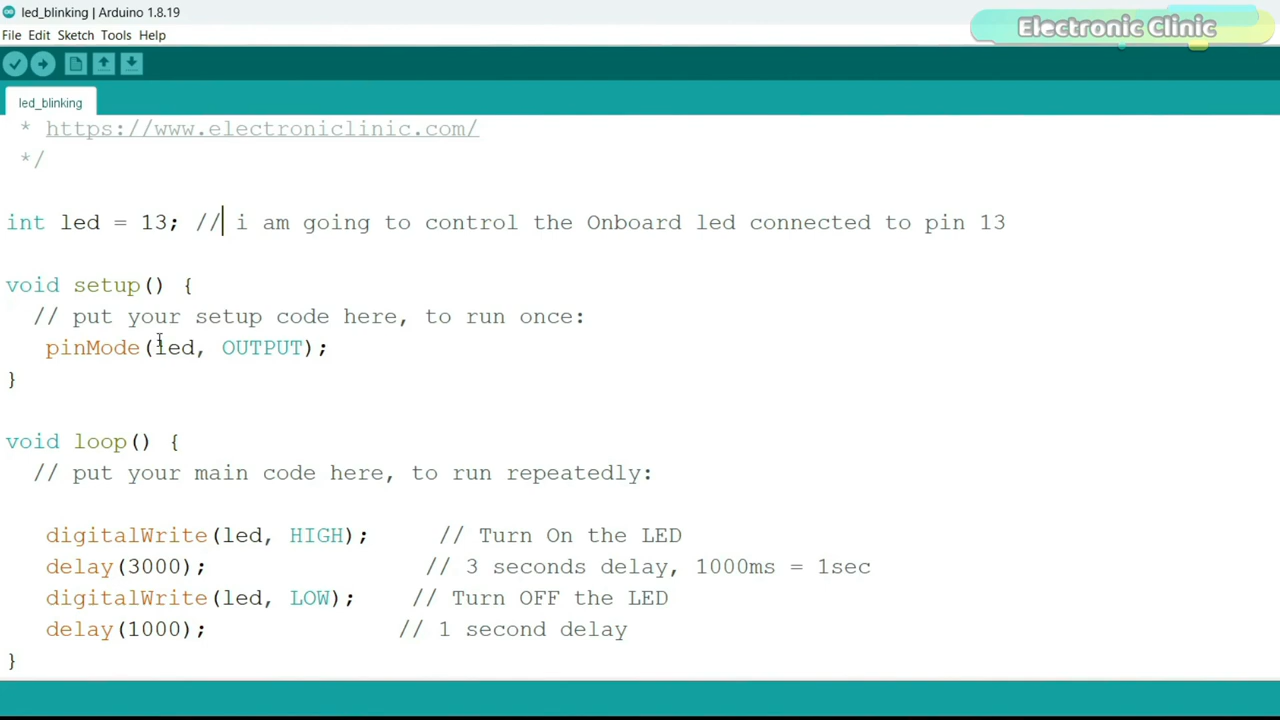 led_blinking | Arduino 1.8.19
Electronic Clinic
File Edit Sketch Tools Help
led_blinking
* https://www.electroniclinic.com/
*/
int led = 13; // i am going to control the Onboard led connected to pin 13
void setup() {
// put your setup code here, to run once:
pinMode(led, OUTPUT);
}
void loop() {
// put your main code here, to run repeatedly:
digitalWrite(led, HIGH); // Turn On the LED
delay(3000); // 3 seconds delay, 1000ms = 1sec
digitalWrite(led, LOW); // Turn OFF the LED
delay(1000); // 1 second delay
}